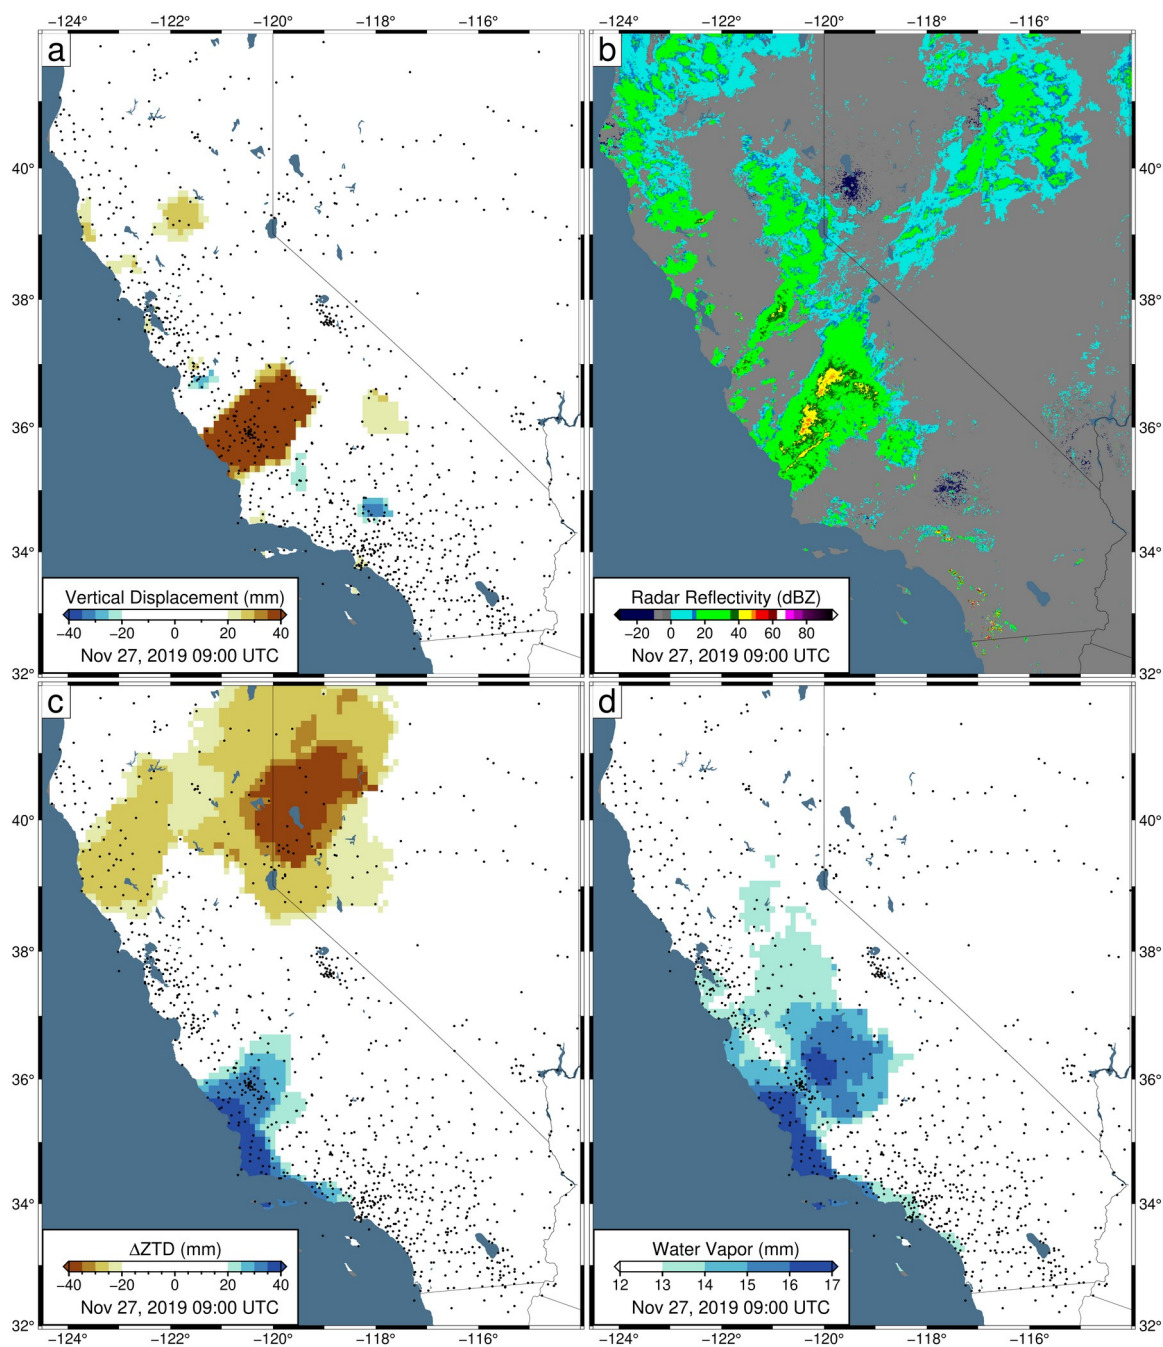 −124° −122° −120° −118° −116° −124° −122° −120° −118° −116°
a b
40° 40°
38° 38°
36° 36°
34° 34°
Vertical Displacement (mm) Radar Reflectivity (dBZ)
−40 −20 0 20 40 −20 0 20 40 60 80
Nov 27, 2019 09:00 UTC Nov 27, 2019 09:00 UTC
32° 32°
c d
40° 40°
38° 38°
36° 36°
34° 34°
ΔZTD (mm) Water Vapor (mm)
−40 −20 0 20 40 12 13 14 15 16 17
Nov 27, 2019 09:00 UTC Nov 27, 2019 09:00 UTC
32° 32°
−124° −122° −120° −118° −116° −124° −122° −120° −118° −116°